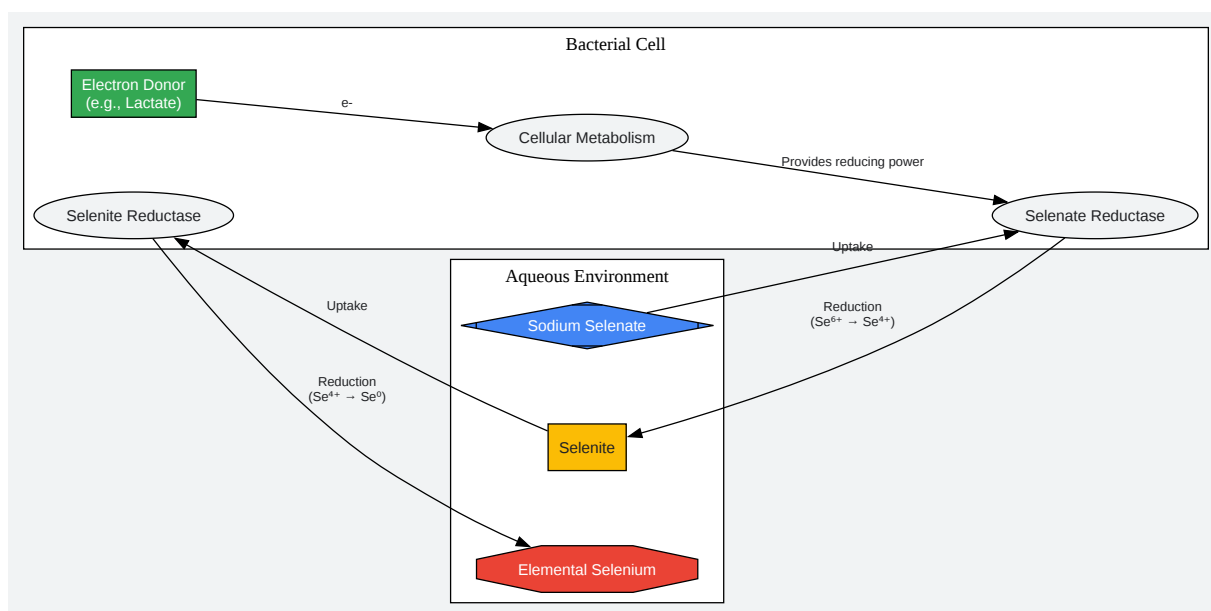 Bacterial Cell
Electron Donor
(e.g., Lactate)
e-
Cellular Metabolism
Provides reducing power
Selenite Reductase
Selenate Reductase
Uptake
Aqueous Environment
Uptake
Sodium Selenate
Reduction
(Se⁶⁺ → Se⁴⁺)
Reduction
(Se⁴⁺ → Se⁰)
Selenite
Elemental Selenium